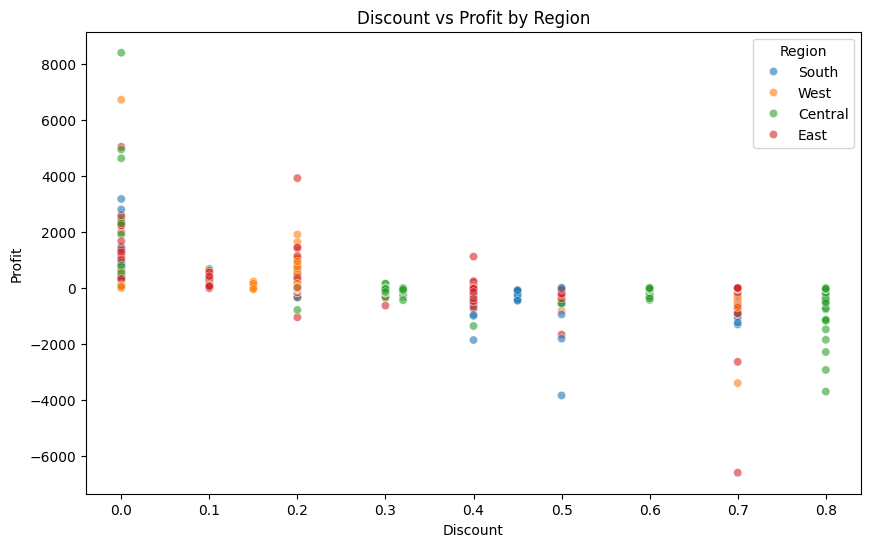 Discount vs Profit by Region
Region
South
West
Central
East
8000
6000
4000
2000
0
−2000
−4000
−6000
Profit
0.0 0.1 0.2 0.3 0.4 0.5 0.6 0.7 0.8
Discount